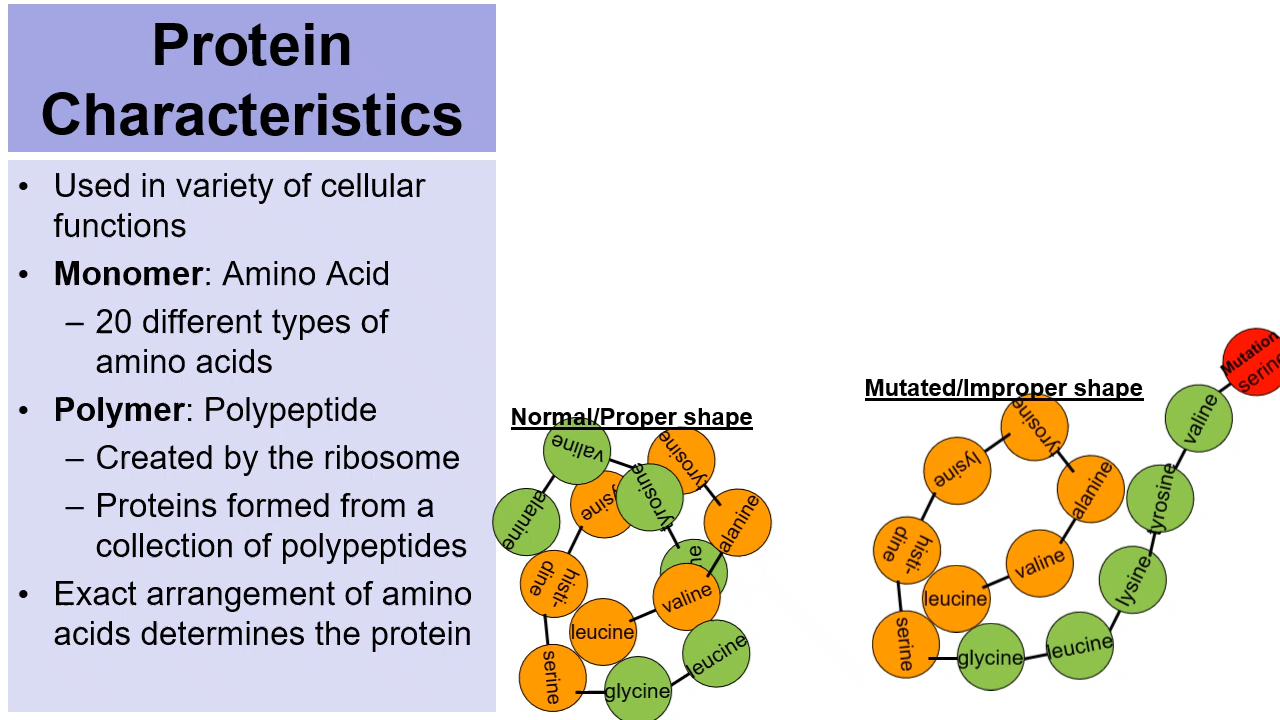 Protein
Characteristics
• Used in variety of cellular
functions
• Monomer: Amino Acid
– 20 different types of
amino acids
• Polymer: Polypeptide
– Created by the ribosome
– Proteins formed from a
collection of polypeptides
• Exact arrangement of amino
acids determines the protein
Normal/Proper shape
valine
tyrosine
alanine
tyrosine
alanine
histi-
dine
valine
leucine
leucine
serine
glycine
Mutated/Improper shape
Mutation
serine
valine
tyrosine
lysine
alanine
tyrosine
histi-
dine
valine
lysine
leucine
serine
glycine
leucine